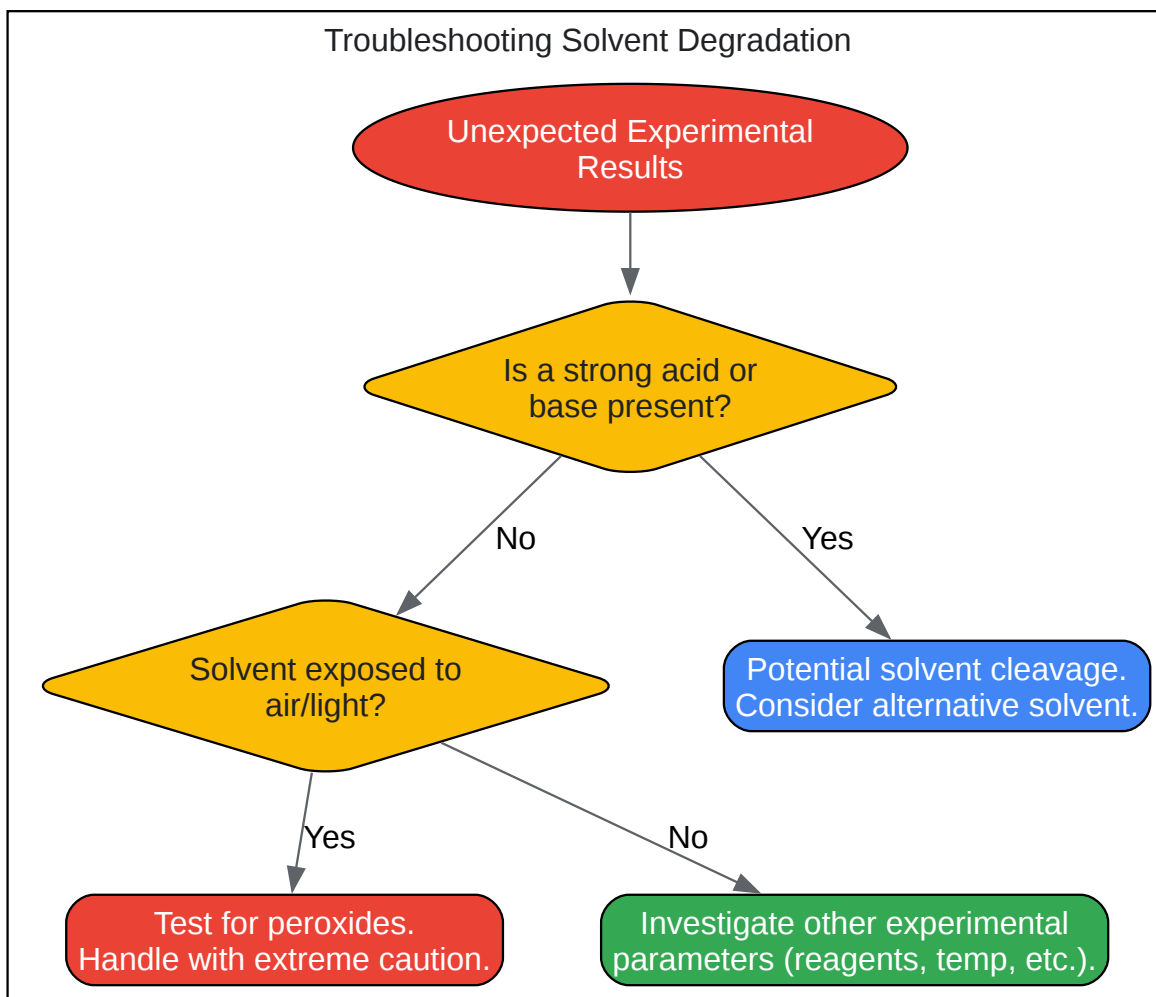 Troubleshooting Solvent Degradation
Unexpected Experimental
Results
Is a strong acid or
base present?
No
Yes
Solvent exposed to
air/light?
Potential solvent cleavage.
Consider alternative solvent.
Yes
No
Test for peroxides.
Handle with extreme caution.
Investigate other experimental
parameters (reagents, temp, etc.).